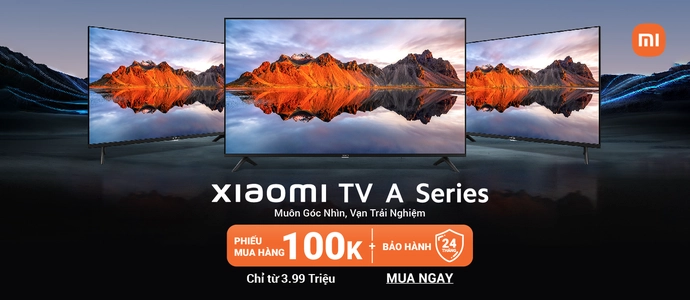 mi
xiaomi TV A Series
Muôn Góc Nhìn, Vạn Trải Nghiệm
PHIẾU
MUA HÀNG 100K + BẢO HÀNH 24 THÁNG
Chỉ từ 3.99 Triệu MUA NGAY